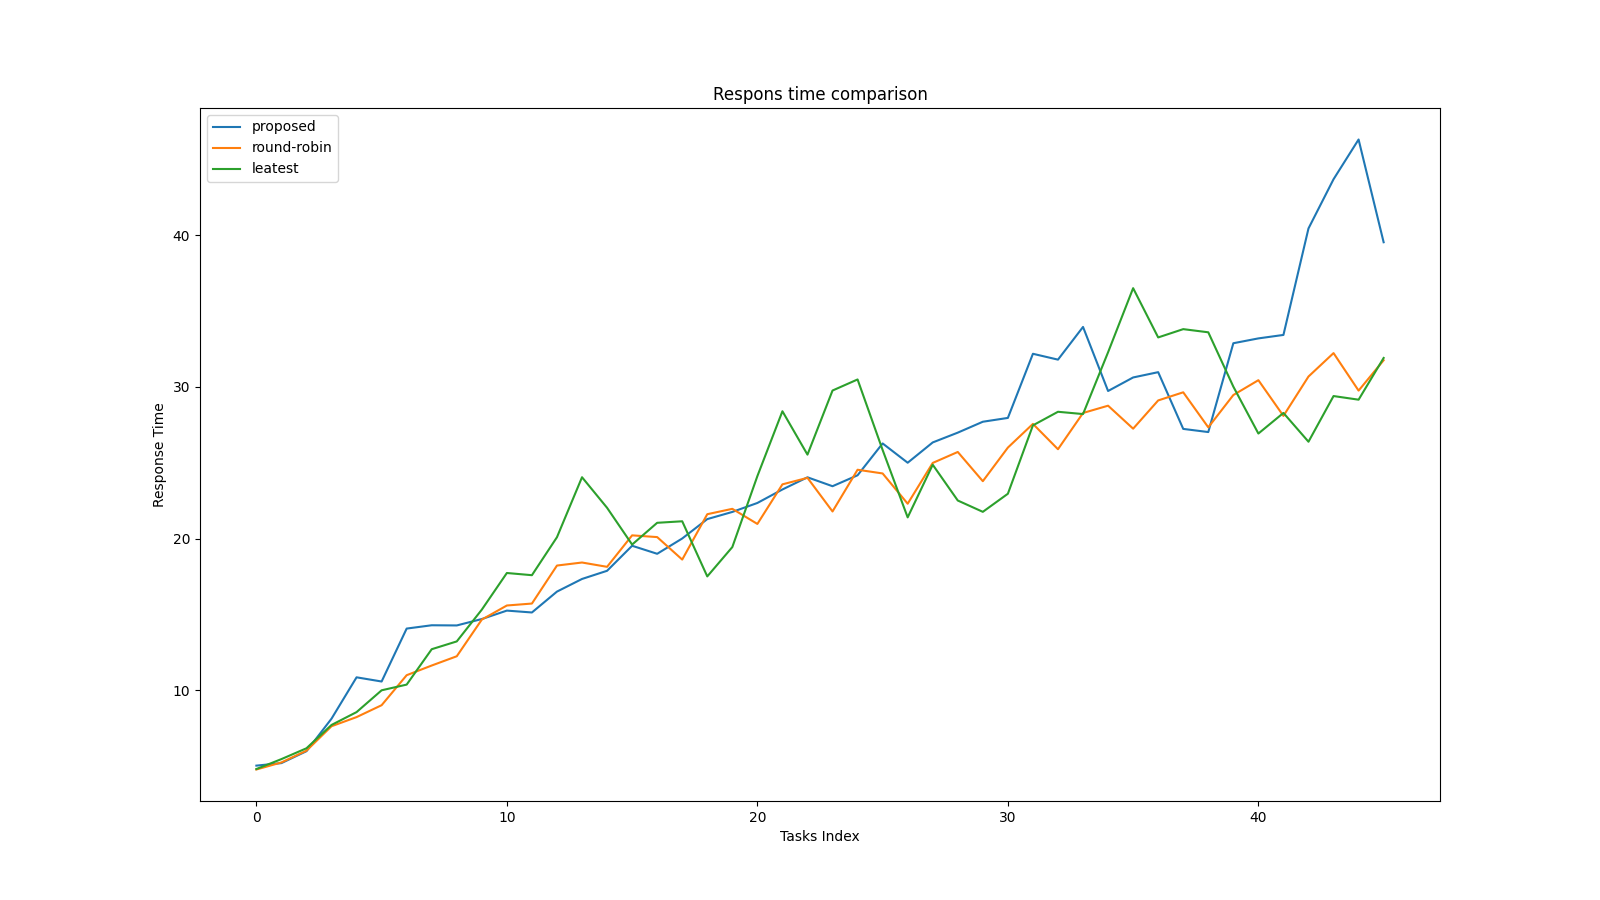 Respons time comparison
proposed
round-robin
leatest
Response Time
40
30
20
10
0 10 20 30 40
Tasks Index